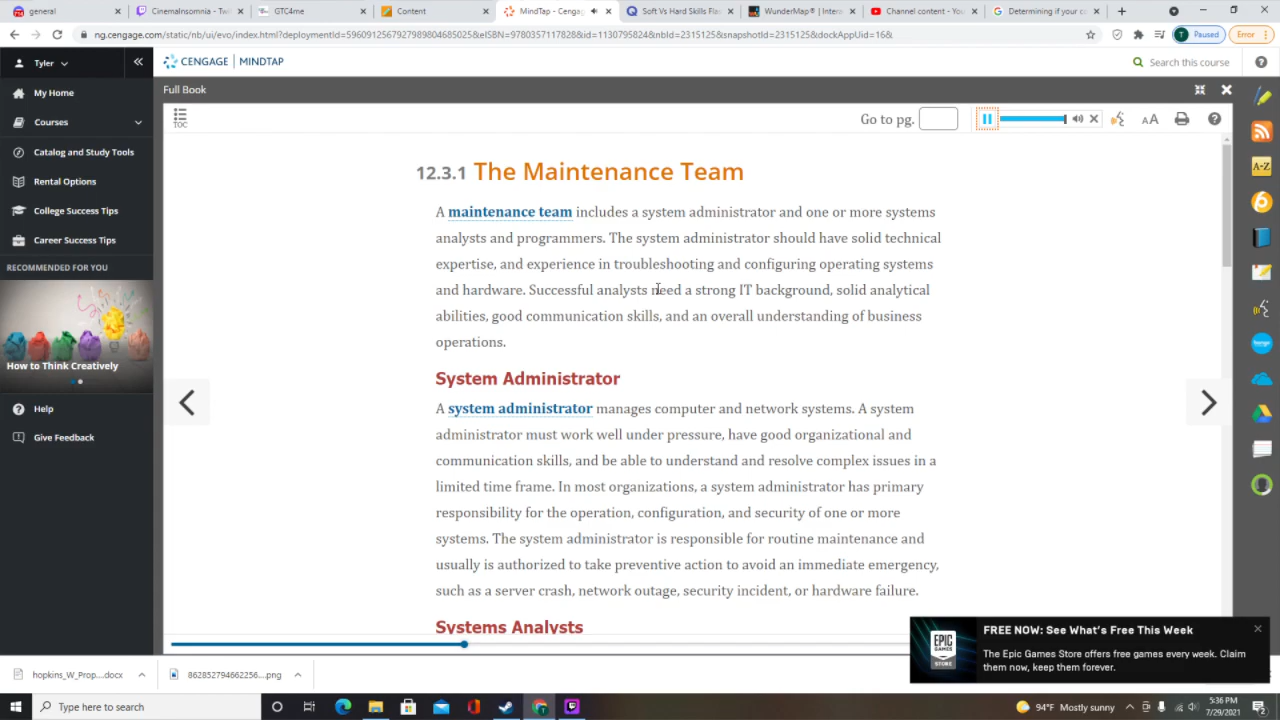 general
CinemaInsomnia - Twi
GTC4me
Content
MindTap - Cengag
Soft Vs Hard Skills Flas
WunderMap® | Intera
Channel content - You
Determining if your co
ng.cengage.com/static/nb/ui/evo/index.html?deploymentId=5960912567927989804685025&eISBN=9780357117828&id=1130795824&nbId=2315125&snapshotId=2315125&dockAppUid=16&
T Paused
Error
Tyler
CENGAGE | MINDTAP
Search this course
My Home
Courses
Catalog and Study Tools
Rental Options
College Success Tips
Career Success Tips
RECOMMENDED FOR YOU
How to Think Creatively
Help
Give Feedback
Full Book
TOC
Go to pg.
AA
A-Z
12.3.1 The Maintenance Team
A maintenance team includes a system administrator and one or more systems
analysts and programmers. The system administrator should have solid technical
expertise, and experience in troubleshooting and configuring operating systems
and hardware. Successful analysts need a strong IT background, solid analytical
abilities, good communication skills, and an overall understanding of business
operations.
System Administrator
A system administrator manages computer and network systems. A system
administrator must work well under pressure, have good organizational and
communication skills, and be able to understand and resolve complex issues in a
limited time frame. In most organizations, a system administrator has primary
responsibility for the operation, configuration, and security of one or more
systems. The system administrator is responsible for routine maintenance and
usually is authorized to take preventive action to avoid an immediate emergency,
such as a server crash, network outage, security incident, or hardware failure.
Systems Analysts
EPIC
GAMES
STORE
FREE NOW: See What's Free This Week
The Epic Games Store offers free games every week. Claim
them now, keep them forever.
hopkins_W_Prop....docx
862852794662256....png
Type here to search
94°F Mostly sunny
5:36 PM
7/29/2021
2